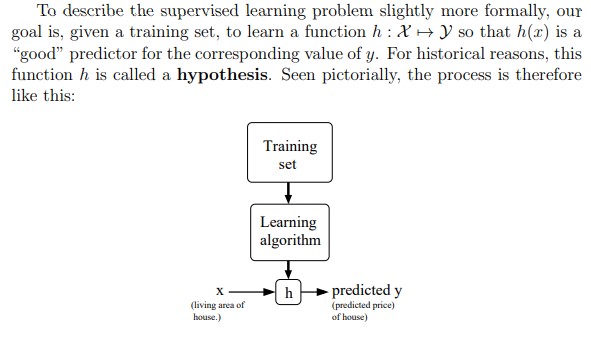 To describe the supervised learning problem slightly more formally, our
goal is, given a training set, to learn a function h : 𝒳 ↦ 𝒴 so that h(x) is a
“good” predictor for the corresponding value of y. For historical reasons, this
function h is called a hypothesis. Seen pictorially, the process is therefore
like this:
Training
set
Learning
algorithm
x
h
predicted y
(living area of
house.)
(predicted price)
of house)